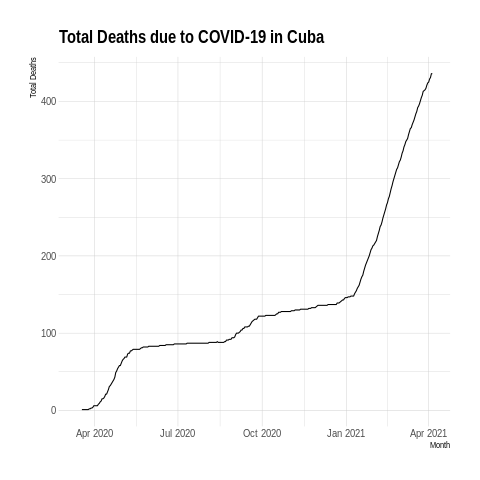 Total Deaths due to COVID-19 in Cuba
Total Deaths
400
300
200
100
0
Apr 2020 Jul 2020 Oct 2020 Jan 2021 Apr 2021
Month